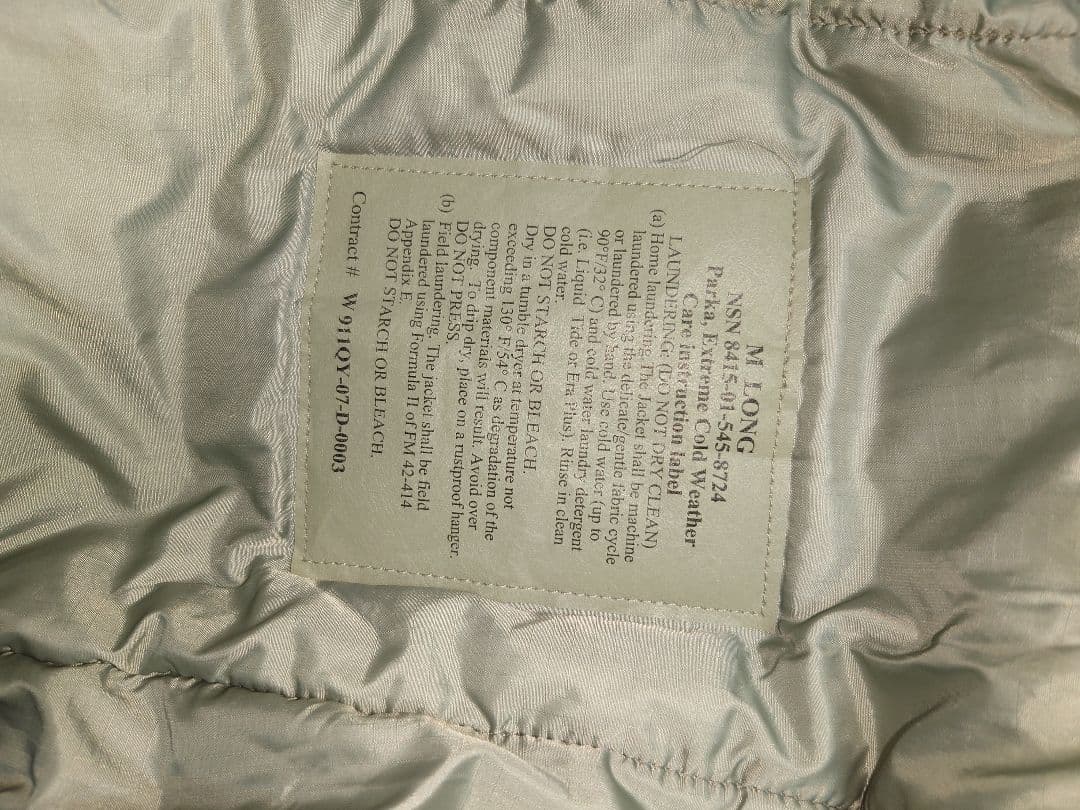 M LONG
NSN 8415-01-545-8724
Parka, Extreme Cold Weather
Care instruction label
LAUNDERING: (DO NOT DRY CLEAN)
(a) Home laundering. The Jacket shall be machine
laundered using the delicate/gentle fabric cycle
or laundered by hand. Use cold water (up to
90°F/32° C) and cold water laundry detergent
(i.e. Liquid Tide or Era Plus). Rinse in clean
cold water.
DO NOT STARCH OR BLEACH.
Dry in a tumble dryer at temperature not
exceeding 130° F/54° C as degradation of the
component materials will result. Avoid over
drying. To drip dry, place on a rustproof hanger.
DO NOT PRESS.
(b) Field laundering. The jacket shall be field
laundered using Formula II of FM 42-414
Appendix E.
DO NOT STARCH OR BLEACH.
Contract # W 911QY-07-D-0003